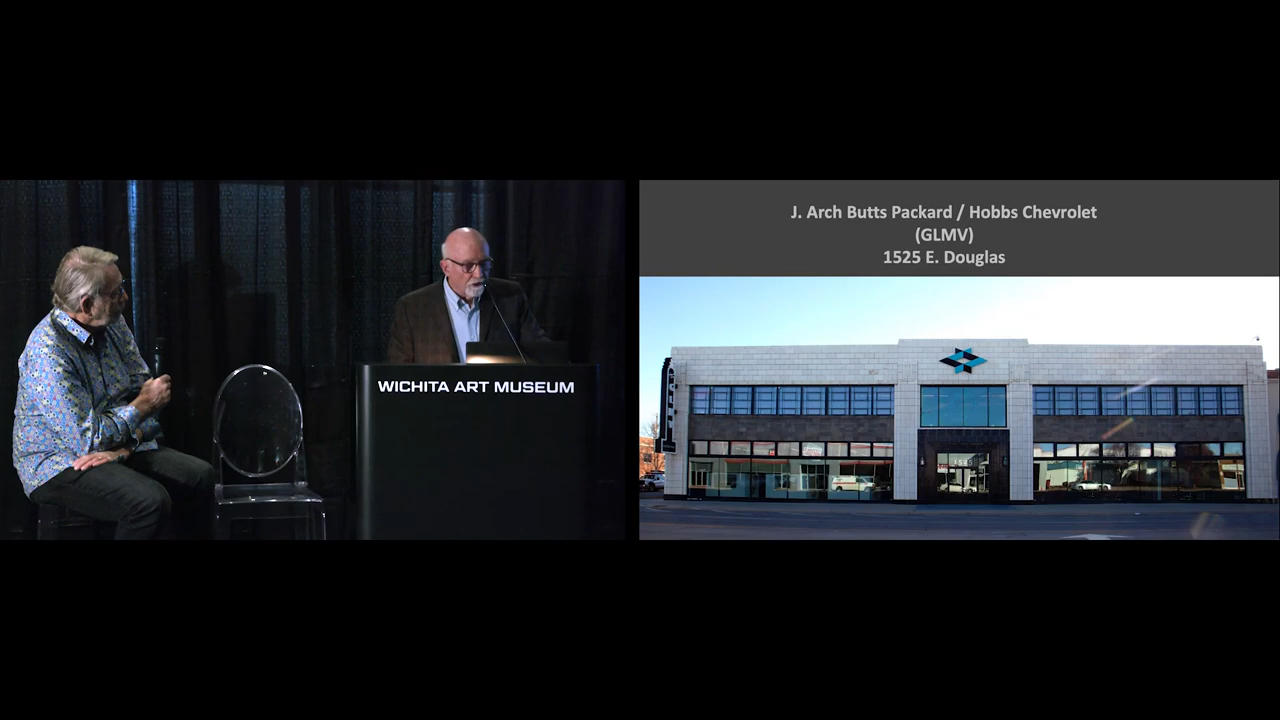 WICHITA ART MUSEUM
J. Arch Butts Packard / Hobbs Chevrolet
(GLMV)
1525 E. Douglas